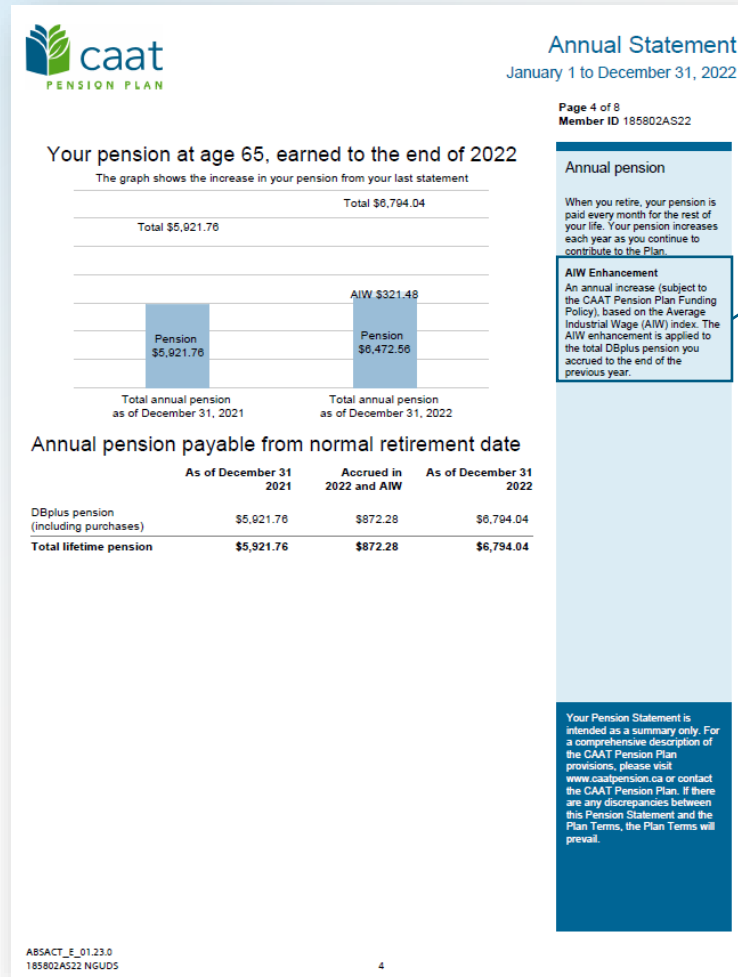 caat
PENSION PLAN
Annual Statement
January 1 to December 31, 2022
Page 4 of 8
Member ID 185802AS22
Your pension at age 65, earned to the end of 2022
The graph shows the increase in your pension from your last statement
Total $6,794.04
Total $5,921.76
AIW $321.48
Pension
$5,921.76
Pension
$6,472.56
Total annual pension
as of December 31, 2021
Total annual pension
as of December 31, 2022
Annual pension payable from normal retirement date
As of December 31
2021
Accrued in
2022 and AIW
As of December 31
2022
DBplus pension
(including purchases)
$5,921.76 $872.28 $6,794.04
Total lifetime pension $5,921.76 $872.28 $6,794.04
Annual pension
When you retire, your pension is
paid every month for the rest of
your life. Your pension increases
each year as you continue to
contribute to the Plan.
AIW Enhancement
An annual increase (subject to
the CAAT Pension Plan Funding
Policy), based on the Average
Industrial Wage (AIW) index. The
AIW enhancement is applied to
the total DBplus pension you
accrued to the end of the
previous year.
Your Pension Statement is
intended as a summary only. For
a comprehensive description of
the CAAT Pension Plan
provisions, please visit
www.caatpension.ca or contact
the CAAT Pension Plan. If there
are any discrepancies between
this Pension Statement and the
Plan Terms, the Plan Terms will
prevail.
ABSACT_E_01.23.0
185802AS22 NGUDS
4